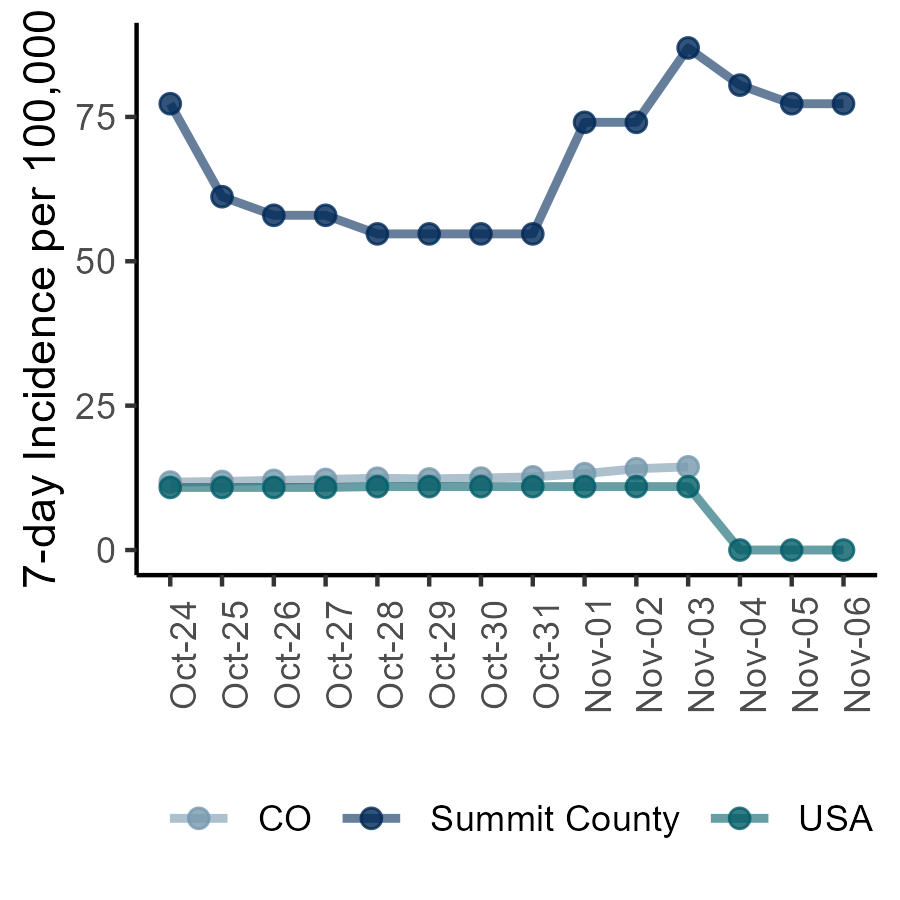 7-day Incidence per 100,000
75
50
25
0
Oct-24
Oct-25
Oct-26
Oct-27
Oct-28
Oct-29
Oct-30
Oct-31
Nov-01
Nov-02
Nov-03
Nov-04
Nov-05
Nov-06
CO Summit County USA